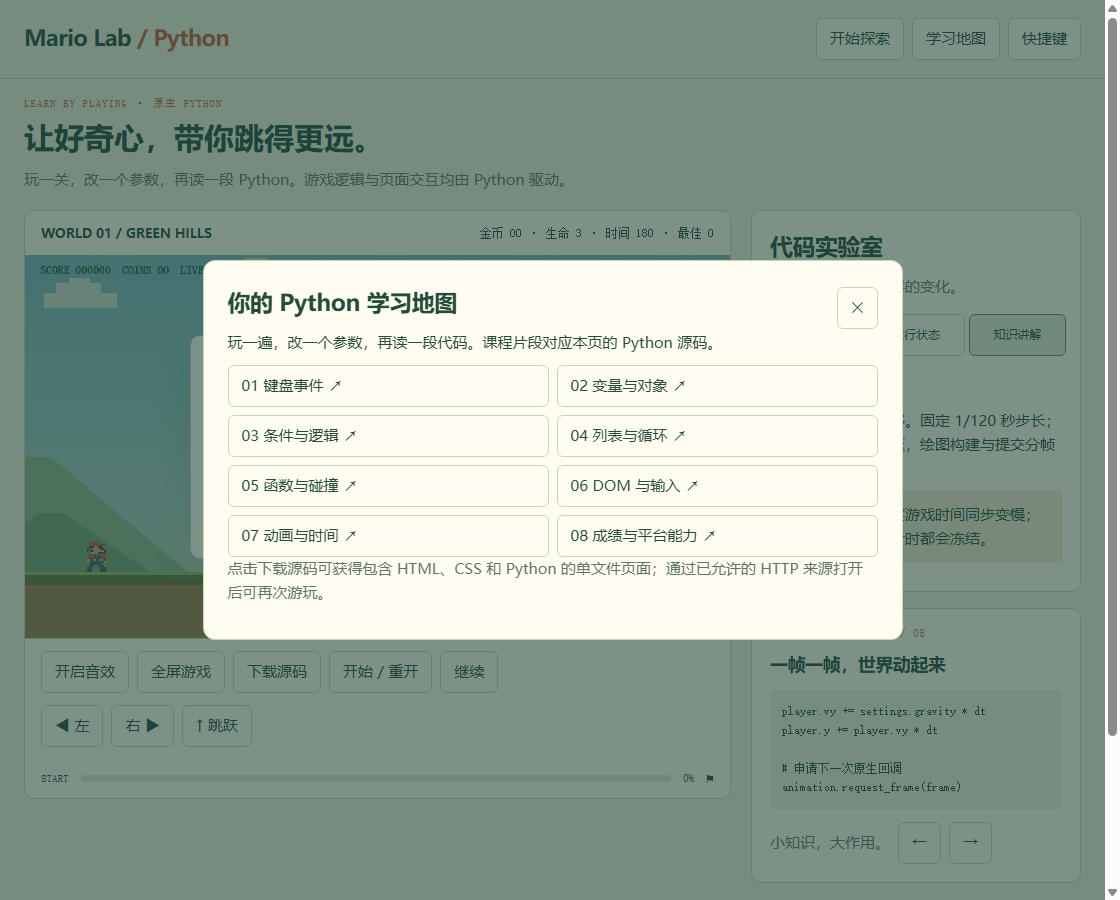 Mario Lab / Python
开始探索
学习地图
快捷键
LEARN BY PLAYING · 原生 PYTHON
让好奇心，带你跳得更远。
玩一关，改一个参数，再读一段 Python。游戏逻辑与页面交互均由 Python 驱动。
WORLD 01 / GREEN HILLS
金币 00 · 生命 3 · 时间 180 · 最佳 0
SCORE 000000 COINS 00 LIVE
代码实验室
的变化。
行状态
知识讲解
固定 1/120 秒步长；
，绘图构建与提交分帧
游戏时间同步变慢；
时都会冻结。
你的 Python 学习地图
×
玩一遍，改一个参数，再读一段代码。课程片段对应本页的 Python 源码。
01 键盘事件 ↗
02 变量与对象 ↗
03 条件与逻辑 ↗
04 列表与循环 ↗
05 函数与碰撞 ↗
06 DOM 与输入 ↗
07 动画与时间 ↗
08 成绩与平台能力 ↗
点击下载源码可获得包含 HTML、CSS 和 Python 的单文件页面；通过已允许的 HTTP 来源打开
后可再次游玩。
开启音效
全屏游戏
下载源码
开始 / 重开
继续
◀ 左
右 ▶
↑ 跳跃
START
0%
/ 08
一帧一帧，世界动起来
player.vy += settings.gravity * dt
player.y += player.vy * dt
# 申请下一次原生回调
animation.request_frame(frame)
小知识，大作用。
←
→